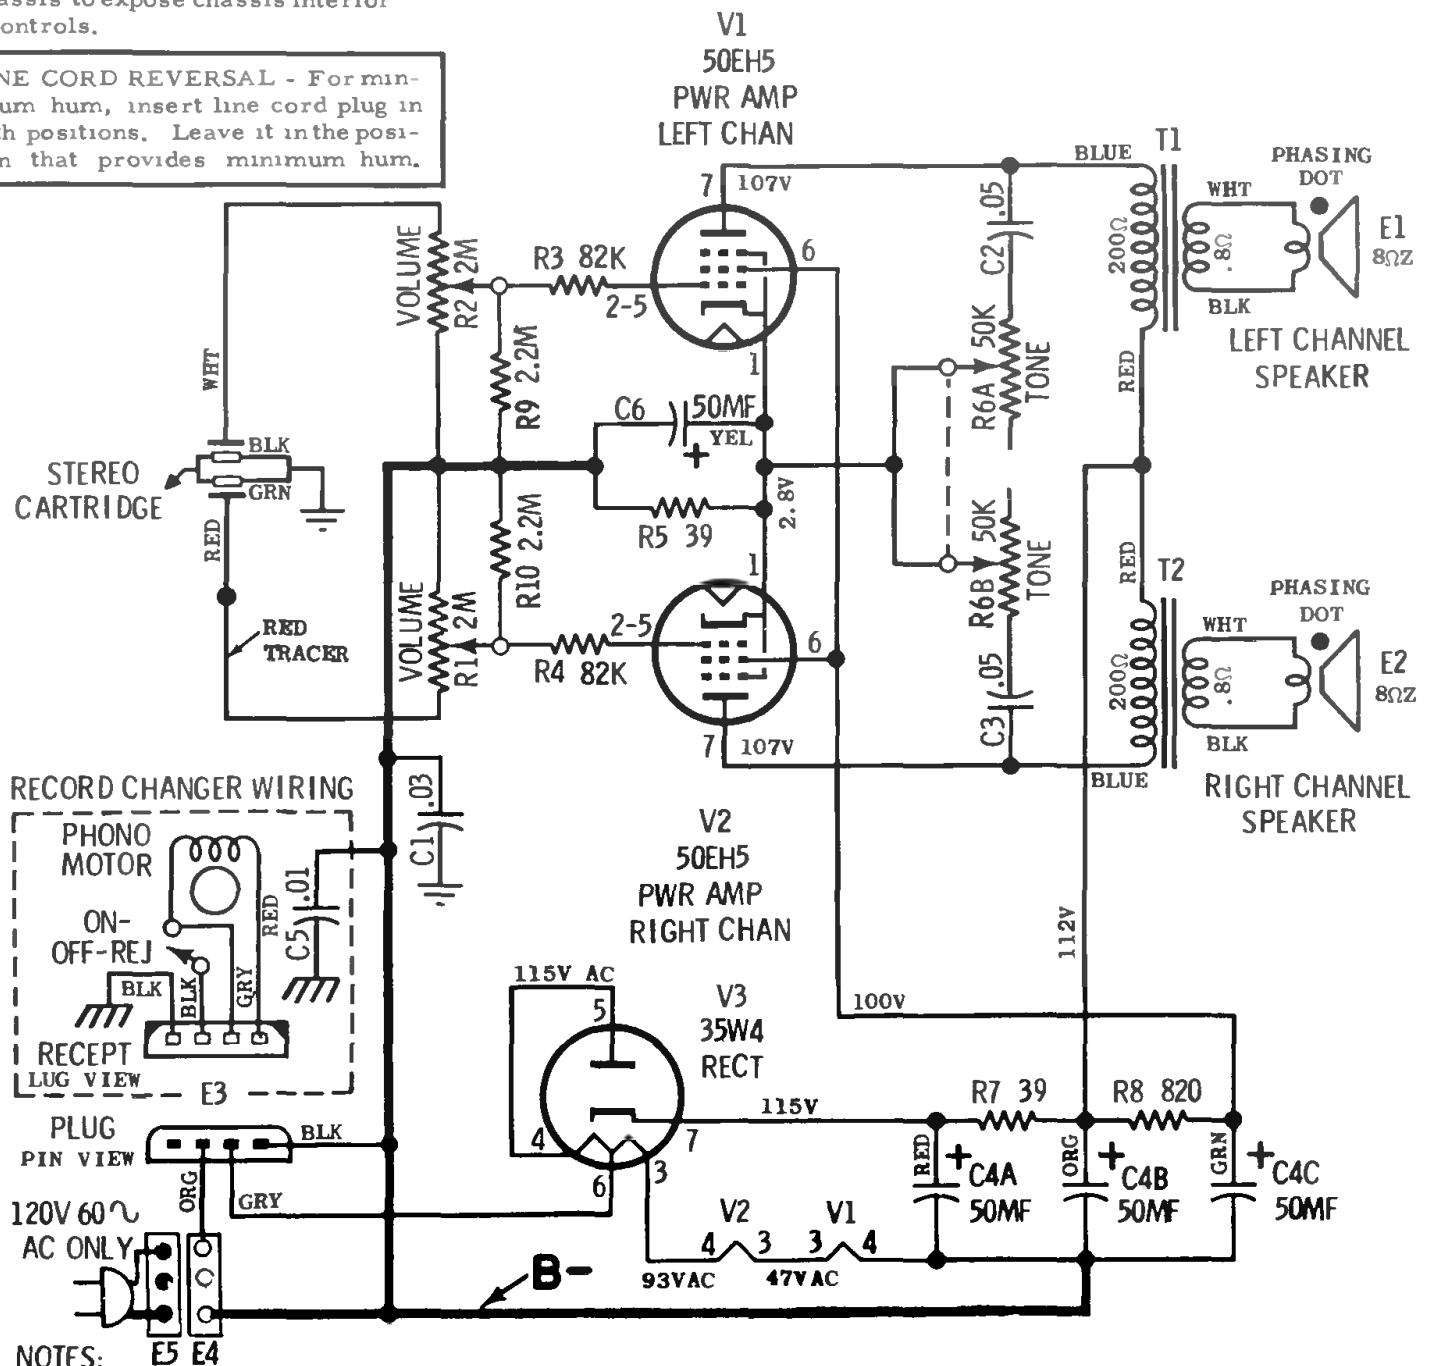 assis to expose chassis interior
ontrols.
NE CORD REVERSAL - For min-
um hum, insert line cord plug in
h positions. Leave it in the posi-
n that provides minimum hum.
V1
50EH5
PWR AMP
LEFT CHAN
7
107V
6
2-5
1
BLUE
T1
200Ω
.8Ω
WHT
BLK
PHASING
DOT
E1
8ΩZ
LEFT CHANNEL
SPEAKER
RED
VOLUME
R2 2M
R3 82K
R9 2.2M
C6
50MF
YEL
+
R5 39
2.8V
C2 .05
R6A 50K
TONE
WHT
BLK
STEREO
CARTRIDGE
GRN
RED
RED
TRACER
VOLUME
R1 2M
R10 2.2M
R4 82K
2-5
1
6
7
107V
R6B 50K
TONE
C3 .05
RED
T2
200Ω
.8Ω
WHT
BLK
BLUE
PHASING
DOT
E2
8ΩZ
RIGHT CHANNEL
SPEAKER
V2
50EH5
PWR AMP
RIGHT CHAN
RECORD CHANGER WIRING
PHONO
MOTOR
ON-
OFF-REJ
BLK
BLK
GRY
RED
C5 .01
C1 .03
RECEPT
LUG VIEW
E3
PLUG
PIN VIEW
BLK
ORG
GRY
120V 60~
AC ONLY
E5
E4
NOTES:
B-
115V AC
5
V3
35W4
RECT
4
6
3
7
115V
100V
112V
R7 39
R8 820
RED
+
C4A
50MF
ORG
+
C4B
50MF
GRN
+
C4C
50MF
V2
V1
4
3
3
4
93VAC
47VAC